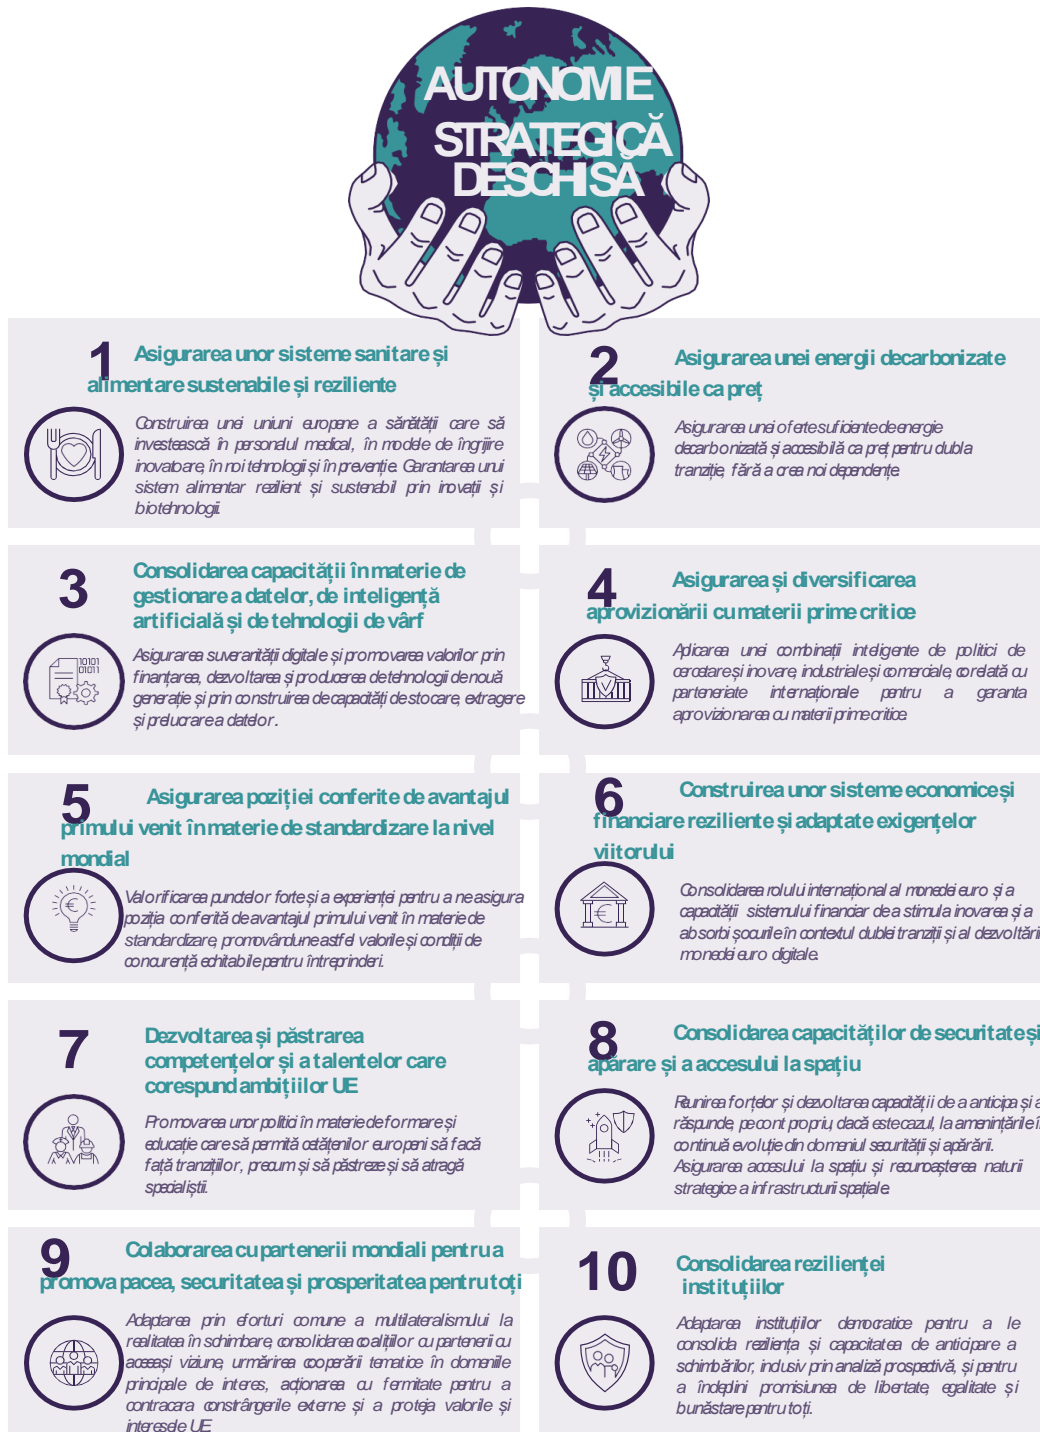 AUTONOMIE
STRATEGICĂ
DESCHISĂ
1 Asigurarea unor sisteme sanitare și
alimentare sustenabile și reziliente
Construirea unei uniuni europene a sănătății care să
investească în personalul medical, în modele de îngrijire
inovatoare, în noi tehnologii și în prevenție. Garantarea unui
sistem alimentar rezilient și sustenabil prin inovații și
biotehnologii.
2 Asigurarea unei energii decarbonizate
și accesibile ca preț
Asigurarea unei oferte suficiente de energie
decarbonizată și accesibilă ca preț pentru dubla
tranziție, fără a crea noi dependențe.
3 Consolidarea capacității în materie de
gestionare a datelor, de inteligență
artificială și de tehnologii de vârf
10101
01011
Asigurarea suveranității digitale și promovarea valorilor prin
finanțarea, dezvoltarea și producerea de tehnologii de nouă
generație și prin construirea de capacități de stocare, extragere
și prelucrare a datelor.
4 Asigurarea și diversificarea
aprovizionării cu materii prime critice
Aplicarea unei combinații inteligente de politici de
cercetare și inovare, industriale și comerciale, corelată cu
parteneriate internaționale pentru a garanta
aprovizionarea cu materii prime critice.
5 Asigurarea poziției conferite de avantajul
primului venit în materie de standardizare la nivel
mondial
€
Valorificarea punctelor forte și a experienței pentru a ne asigura
poziția conferită de avantajul primului venit în materie de
standardizare, promovându-ne astfel valorile și condiții de
concurență echitabile pentru întreprinderi.
6 Construirea unor sisteme economice și
financiare reziliente și adaptate exigențelor
viitorului
€
Consolidarea rolului internațional al monedei euro și a
capacității sistemului financiar de a stimula inovarea și a
absorbi șocurile în contextul dublei tranziții și al dezvoltării
monedei euro digitale.
7 Dezvoltarea și păstrarea
competențelor și a talentelor care
corespund ambițiilor UE
Promovarea unor politici în materie de formare și
educație care să permită cetățenilor europeni să facă
față tranzițiilor, precum și să păstreze și să atragă
specialiștii.
8 Consolidarea capacităților de securitate și
apărare și a accesului la spațiu
Reunirea forțelor și dezvoltarea capacității de a anticipa și a
răspunde, pe cont propriu, dacă este cazul, la amenințările în
continuă evoluție din domeniul securității și apărării.
Asigurarea accesului la spațiu și recunoașterea naturii
strategice a infrastructurii spațiale.
9 Colaborarea cu partenerii mondiali pentru a
promova pacea, securitatea și prosperitatea pentru toți
Adaptarea prin eforturi comune a multilateralismului la
realitatea în schimbare, consolidarea coalițiilor cu partenerii cu
aceeași viziune, urmărirea cooperării tematice în domeniile
principale de interes, acționarea cu fermitate pentru a
contracara constrângerile externe și a proteja valorile și
interesele UE.
10 Consolidarea rezilienței
instituțiilor
Adaptarea instituțiilor democratice pentru a le
consolida reziliența și capacitatea de anticipare a
schimbărilor, inclusiv prin analiză prospectivă, și pentru
a îndeplini promisiunea de libertate, egalitate și
bunăstare pentru toți.